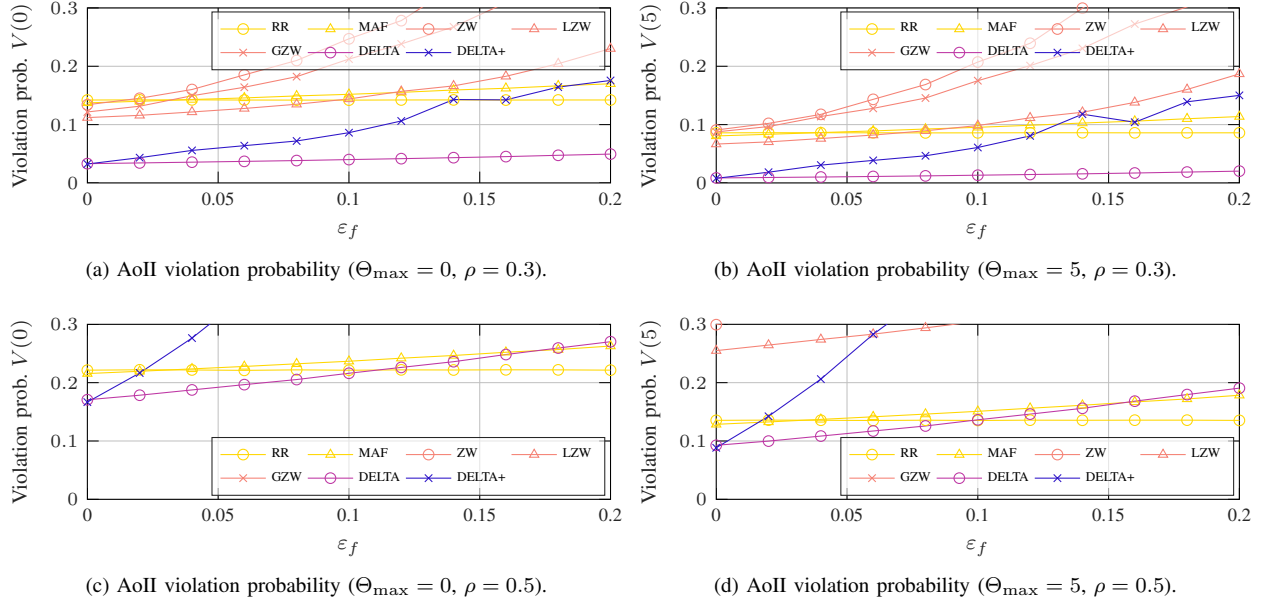 0 0.05 0.1 0.15 0.2
0
0.1
0.2
0.3
ε_f
Violation prob. V(0)
RR MAF ZW LZW
GZW DELTA DELTA+
(a) AoII violation probability (Θmax = 0, ρ = 0.3).
0 0.05 0.1 0.15 0.2
0
0.1
0.2
0.3
ε_f
Violation prob. V(5)
RR MAF ZW LZW
GZW DELTA DELTA+
(b) AoII violation probability (Θmax = 5, ρ = 0.3).
0 0.05 0.1 0.15 0.2
0
0.1
0.2
0.3
ε_f
Violation prob. V(0)
RR MAF ZW LZW
GZW DELTA DELTA+
(c) AoII violation probability (Θmax = 0, ρ = 0.5).
0 0.05 0.1 0.15 0.2
0
0.1
0.2
0.3
ε_f
Violation prob. V(5)
RR MAF ZW LZW
GZW DELTA DELTA+
(d) AoII violation probability (Θmax = 5, ρ = 0.5).